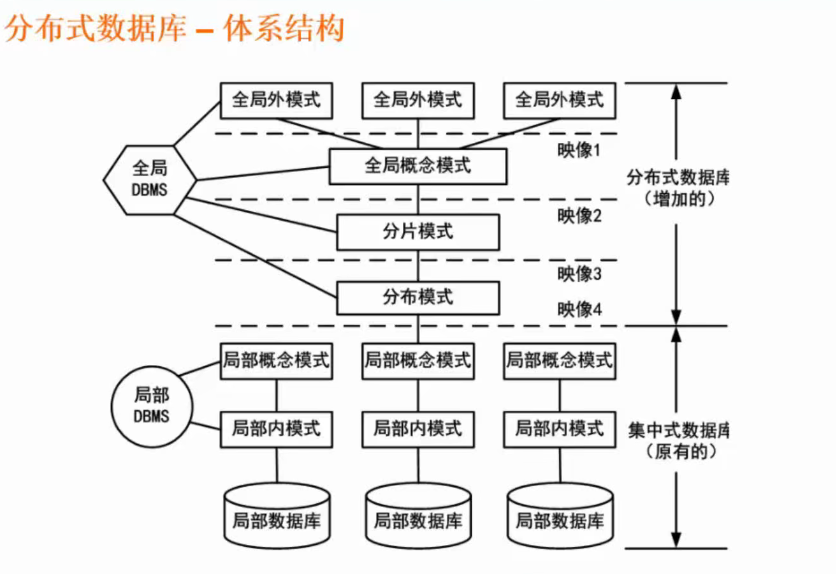 分布式数据库 – 体系结构
全局外模式
全局外模式
全局外模式
映像1
全局
DBMS
全局概念模式
分布式数据库
（增加的）
映像2
分片模式
映像3
分布模式
映像4
局部概念模式
局部概念模式
局部概念模式
局部
DBMS
局部内模式
局部内模式
局部内模式
集中式数据库
（原有的）
局部数据库
局部数据库
局部数据库